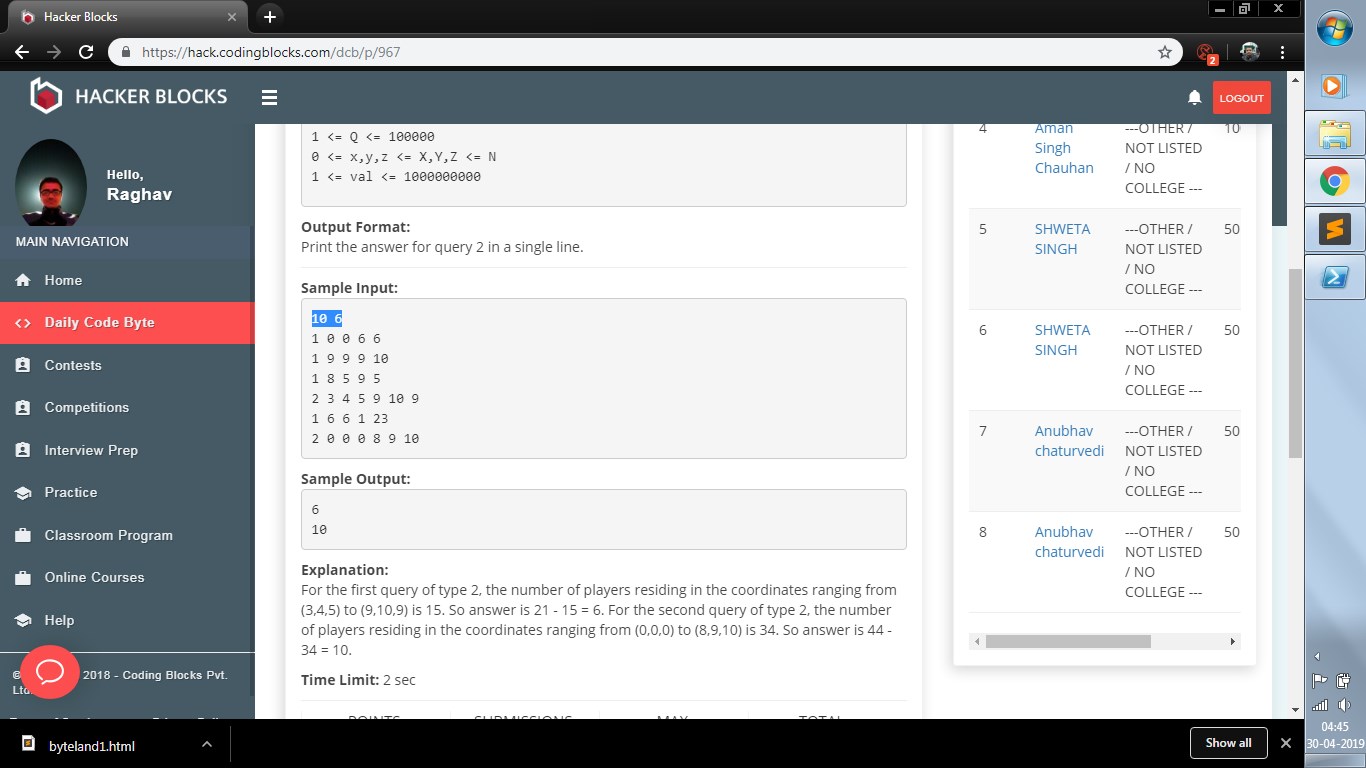 Hacker Blocks
https://hack.codingblocks.com/dcb/p/967
2
HACKER BLOCKS
LOGOUT
Hello,
Raghav
MAIN NAVIGATION
Home
Daily Code Byte
Contests
Competitions
Interview Prep
Practice
Classroom Program
Online Courses
Help
2018 - Coding Blocks Pvt.
1 <= Q <= 100000
0 <= x,y,z <= X,Y,Z <= N
1 <= val <= 1000000000
Output Format:
Print the answer for query 2 in a single line.
Sample Input:
10 6
1 0 0 6 6
1 9 9 9 10
1 8 5 9 5
2 3 4 5 9 10 9
1 6 6 1 23
2 0 0 0 8 9 10
Sample Output:
6
10
Explanation:
For the first query of type 2, the number of players residing in the coordinates ranging from
(3,4,5) to (9,10,9) is 15. So answer is 21 - 15 = 6. For the second query of type 2, the number
of players residing in the coordinates ranging from (0,0,0) to (8,9,10) is 34. So answer is 44 -
34 = 10.
Time Limit: 2 sec
POINTS SUBMISSIONS MAX TOTAL
4 Aman ---OTHER / 10
Singh NOT LISTED
Chauhan / NO
COLLEGE ---
5 SHWETA ---OTHER / 50
SINGH NOT LISTED
/ NO
COLLEGE ---
6 SHWETA ---OTHER / 50
SINGH NOT LISTED
/ NO
COLLEGE ---
7 Anubhav ---OTHER / 50
chaturvedi NOT LISTED
/ NO
COLLEGE ---
8 Anubhav ---OTHER / 50
chaturvedi NOT LISTED
/ NO
COLLEGE ---
byteland1.html
Show all
04:45
30-04-2019